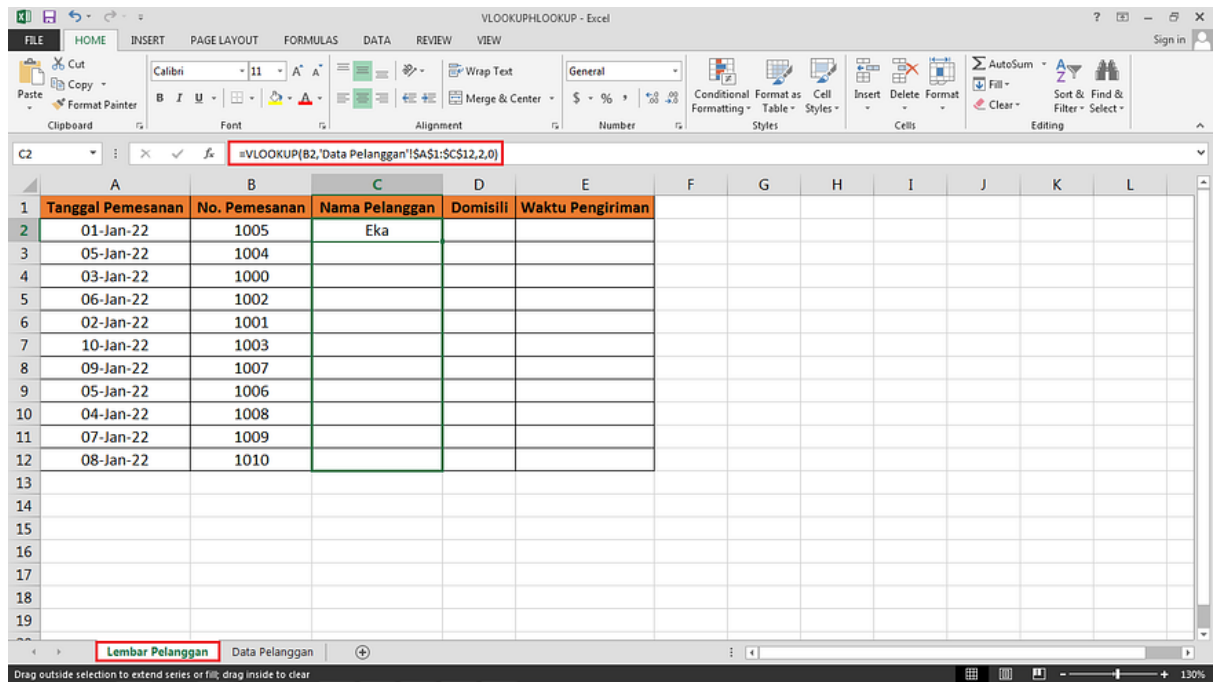 VLOOKUPHLOOKUP - Excel
FILE HOME INSERT PAGE LAYOUT FORMULAS DATA REVIEW VIEW Sign in
Paste
Cut
Copy
Format Painter
Clipboard
Calibri 11
B I U
Font
Wrap Text
Merge & Center
Alignment
General
$ % ,
Number
Conditional Formatting
Format as Table
Cell Styles
Styles
Insert Delete Format
Cells
AutoSum
Fill
Clear
Sort & Filter
Find & Select
Editing
C2 fx =VLOOKUP(B2,'Data Pelanggan'!$A$1:$C$12,2,0)
A B C D E F G H I J K L
1 Tanggal Pemesanan No. Pemesanan Nama Pelanggan Domisili Waktu Pengiriman
2 01-Jan-22 1005 Eka
3 05-Jan-22 1004
4 03-Jan-22 1000
5 06-Jan-22 1002
6 02-Jan-22 1001
7 10-Jan-22 1003
8 09-Jan-22 1007
9 05-Jan-22 1006
10 04-Jan-22 1008
11 07-Jan-22 1009
12 08-Jan-22 1010
13
14
15
16
17
18
19
Lembar Pelanggan Data Pelanggan
Drag outside selection to extend series or fill; drag inside to clear 130%